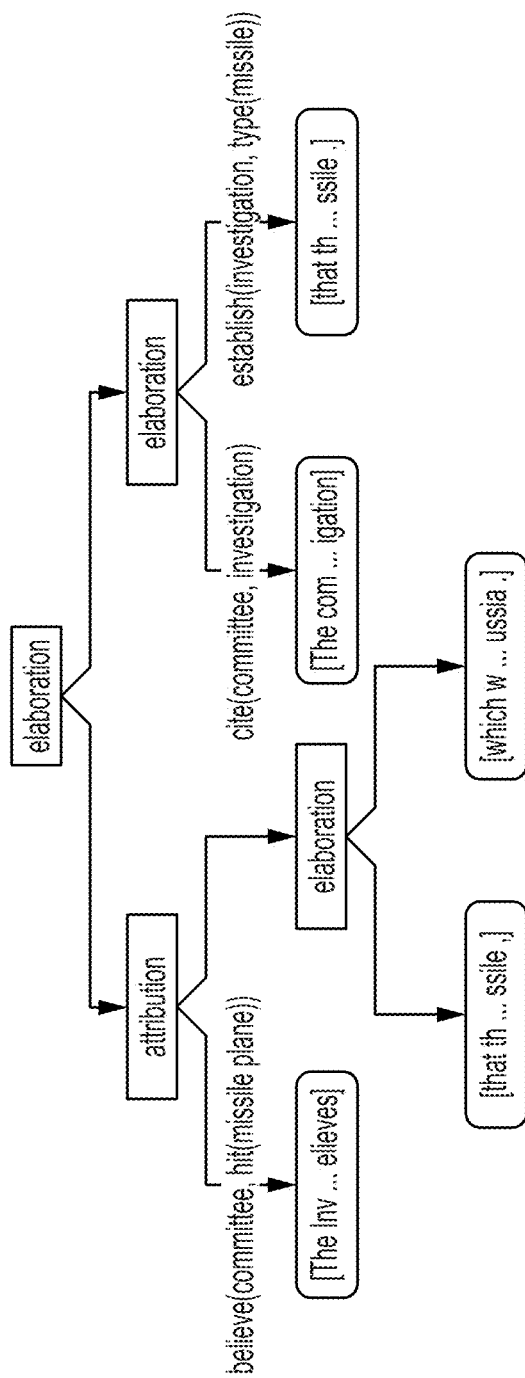 elaboration
attribution
elaboration
believe(committee, hit(missile plane))
cite(committee, investigation)
establish(investigation, type(missile))
[The Inv ... elieves]
elaboration
[The com ... igation]
[that th ... ssile ,]
[that th ... ssile ,]
[which w ... ussia ,]